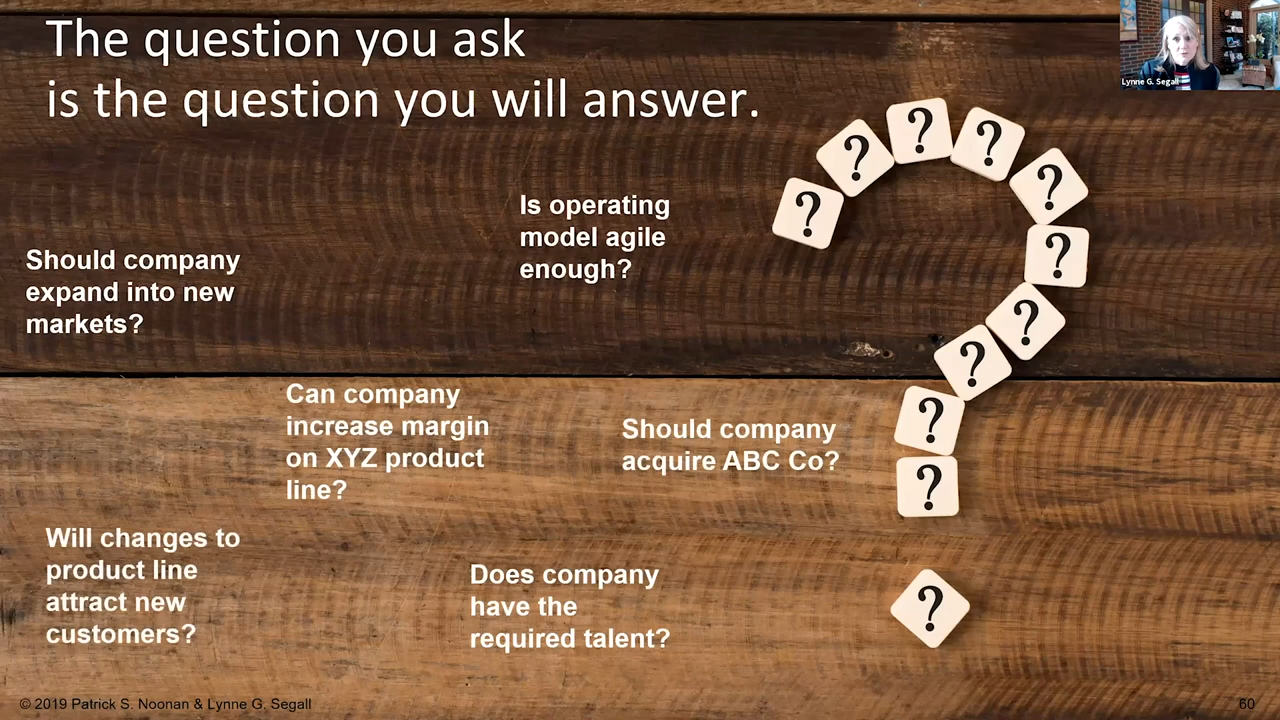 The question you ask
is the question you will answer.
Lynne G. Segall
?
?
?
?
?
?
?
?
?
?
?
Is operating
model agile
enough?
Should company
expand into new
markets?
Can company
increase margin
on XYZ product
line?
Should company
acquire ABC Co?
Will changes to
product line
attract new
customers?
Does company
have the
required talent?
© 2019 Patrick S. Noonan & Lynne G. Segall
60